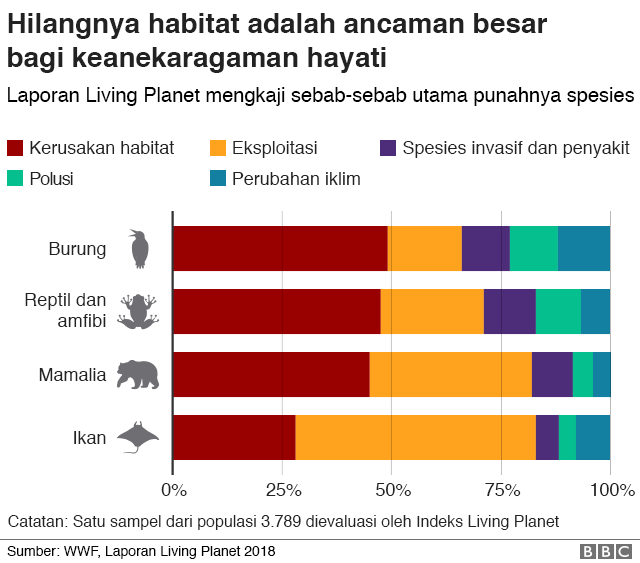 Hilangnya habitat adalah ancaman besar
bagi keanekaragaman hayati
Laporan Living Planet mengkaji sebab-sebab utama punahnya spesies
Kerusakan habitat
Eksploitasi
Spesies invasif dan penyakit
Polusi
Perubahan iklim
Burung
Reptil dan
amfibi
Mamalia
Ikan
0% 25% 50% 75% 100%
Catatan: Satu sampel dari populasi 3.789 dievaluasi oleh Indeks Living Planet
Sumber: WWF, Laporan Living Planet 2018
BBC